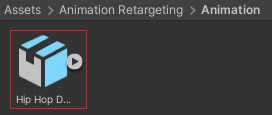 Assets > Animation Retargeting > Animation
Hip Hop D...